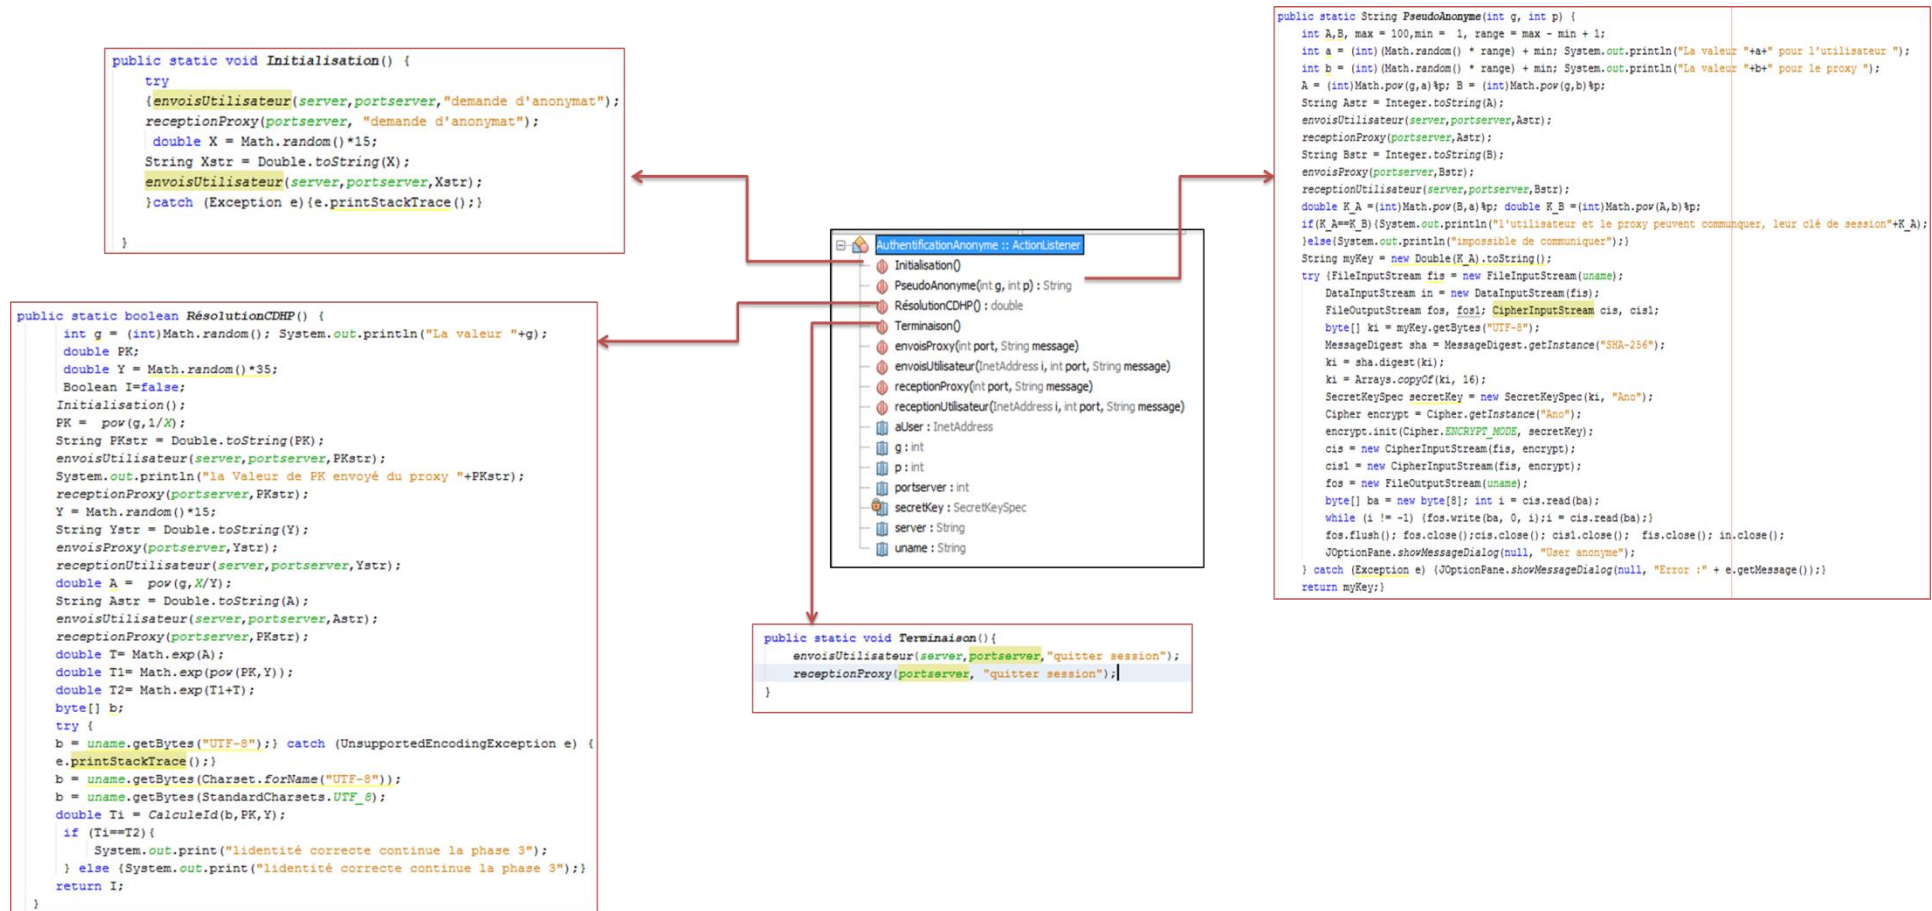 public static void Initialisation() {
try
{envoisUtilisateur(server,portserver,"demande d'anonymat");
receptionProxy(portserver, "demande d'anonymat");
double X = Math.random()*15;
String Xstr = Double.toString(X);
envoisUtilisateur(server,portserver,Xstr);
}catch (Exception e){e.printStackTrace();}
}
public static boolean RésolutionCDHP() {
int g = (int)Math.random(); System.out.println("La valeur "+g);
double PK;
double Y = Math.random()*35;
Boolean I=false;
Initialisation();
PK =  pow(g,1/X);
String PKstr = Double.toString(PK);
envoisUtilisateur(server,portserver,PKstr);
System.out.println("la Valeur de PK envoyé du proxy "+PKstr);
receptionProxy(portserver,PKstr);
Y = Math.random()*15;
String Ystr = Double.toString(Y);
envoisProxy(portserver,Ystr);
receptionUtilisateur(server,portserver,Ystr);
double A =  pow(g,X/Y);
String Astr = Double.toString(A);
envoisUtilisateur(server,portserver,Astr);
receptionProxy(portserver,PKstr);
double T= Math.exp(A);
double T1= Math.exp(pow(PK,Y));
double T2= Math.exp(T1+T);
byte[] b;
try {
b = uname.getBytes("UTF-8");} catch (UnsupportedEncodingException e) {
e.printStackTrace();}
b = uname.getBytes(Charset.forName("UTF-8"));
b = uname.getBytes(StandardCharsets.UTF_8);
double Ti = CalculeId(b,PK,Y);
if (Ti==T2){
System.out.print("lidentité correcte continue la phase 3");
} else {System.out.print("lidentité correcte continue la phase 3");}
return I;
}
AuthentificationAnonyme :: ActionListener
Initialisation()
PseudoAnonyme(int g, int p) : String
RésolutionCDHP() : double
Terminaison()
envoisProxy(int port, String message)
envoisUtilisateur(InetAddress i, int port, String message)
receptionProxy(int port, String message)
receptionUtilisateur(InetAddress i, int port, String message)
aUser : InetAddress
g : int
p : int
portserver : int
secretKey : SecretKeySpec
server : String
uname : String
public static void Terminaison(){
envoisUtilisateur(server,portserver,"quitter session");
receptionProxy(portserver, "quitter session");
}
public static String PseudoAnonyme(int g, int p) {
int A,B, max = 100,min =  1, range = max - min + 1;
int a = (int)(Math.random() * range) + min; System.out.println("La valeur "+a+" pour l'utilisateur ");
int b = (int)(Math.random() * range) + min; System.out.println("La valeur "+b+" pour le proxy ");
A = (int)Math.pow(g,a)%p; B = (int)Math.pow(g,b)%p;
String Astr = Integer.toString(A);
envoisUtilisateur(server,portserver,Astr);
receptionProxy(portserver,Astr);
String Bstr = Integer.toString(B);
envoisProxy(portserver,Bstr);
receptionUtilisateur(server,portserver,Bstr);
double K_A =(int)Math.pow(B,a)%p; double K_B =(int)Math.pow(A,b)%p;
if(K_A==K_B){System.out.println("l'utilisateur et le proxy peuvent communquer, leur clé de session"+K_A);
}else{System.out.println("impossible de communiquer");}
String myKey = new Double(K_A).toString();
try {FileInputStream fis = new FileInputStream(uname);
DataInputStream in = new DataInputStream(fis);
FileOutputStream fos, fos1; CipherInputStream cis, cis1;
byte[] ki = myKey.getBytes("UTF-8");
MessageDigest sha = MessageDigest.getInstance("SHA-256");
ki = sha.digest(ki);
ki = Arrays.copyOf(ki, 16);
SecretKeySpec secretKey = new SecretKeySpec(ki, "Ano");
Cipher encrypt = Cipher.getInstance("Ano");
encrypt.init(Cipher.ENCRYPT_MODE, secretKey);
cis = new CipherInputStream(fis, encrypt);
cis1 = new CipherInputStream(fis, encrypt);
fos = new FileOutputStream(uname);
byte[] ba = new byte[8]; int i = cis.read(ba);
while (i != -1) {fos.write(ba, 0, i);i = cis.read(ba);}
fos.flush(); fos.close();cis.close(); cis1.close();  fis.close(); in.close();
JOptionPane.showMessageDialog(null, "User anonyme");
} catch (Exception e) {JOptionPane.showMessageDialog(null, "Error :" + e.getMessage());}
return myKey;}